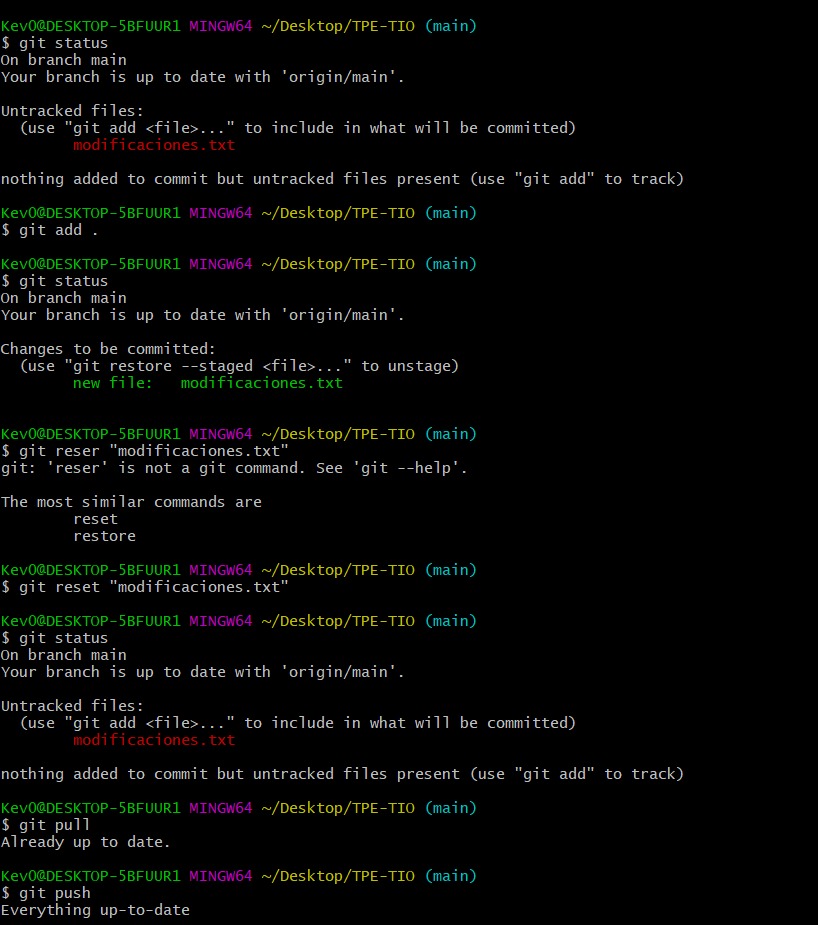 Kev0@DESKTOP-5BFUUR1 MINGW64 ~/Desktop/TPE-TIO (main)
$ git status
On branch main
Your branch is up to date with 'origin/main'.
Untracked files:
  (use "git add <file>..." to include in what will be committed)
        modificaciones.txt
nothing added to commit but untracked files present (use "git add" to track)
Kev0@DESKTOP-5BFUUR1 MINGW64 ~/Desktop/TPE-TIO (main)
$ git add .
Kev0@DESKTOP-5BFUUR1 MINGW64 ~/Desktop/TPE-TIO (main)
$ git status
On branch main
Your branch is up to date with 'origin/main'.
Changes to be committed:
  (use "git restore --staged <file>..." to unstage)
        new file:   modificaciones.txt
Kev0@DESKTOP-5BFUUR1 MINGW64 ~/Desktop/TPE-TIO (main)
$ git reser "modificaciones.txt"
git: 'reser' is not a git command. See 'git --help'.
The most similar commands are
        reset
        restore
Kev0@DESKTOP-5BFUUR1 MINGW64 ~/Desktop/TPE-TIO (main)
$ git reset "modificaciones.txt"
Kev0@DESKTOP-5BFUUR1 MINGW64 ~/Desktop/TPE-TIO (main)
$ git status
On branch main
Your branch is up to date with 'origin/main'.
Untracked files:
  (use "git add <file>..." to include in what will be committed)
        modificaciones.txt
nothing added to commit but untracked files present (use "git add" to track)
Kev0@DESKTOP-5BFUUR1 MINGW64 ~/Desktop/TPE-TIO (main)
$ git pull
Already up to date.
Kev0@DESKTOP-5BFUUR1 MINGW64 ~/Desktop/TPE-TIO (main)
$ git push
Everything up-to-date